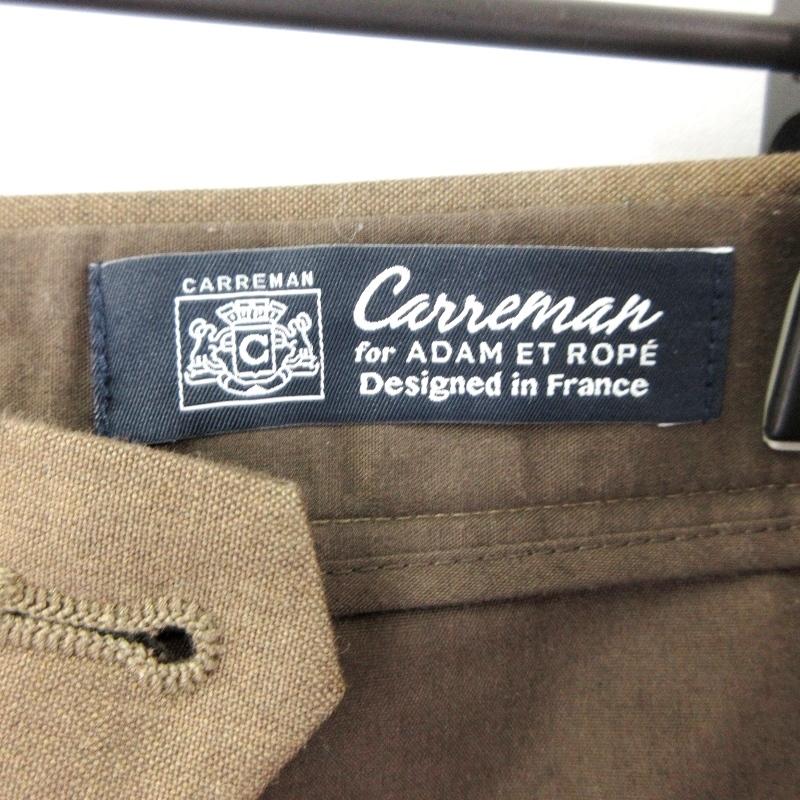 CARREMAN
C
Carreman
for ADAM ET ROPÉ
Designed in France